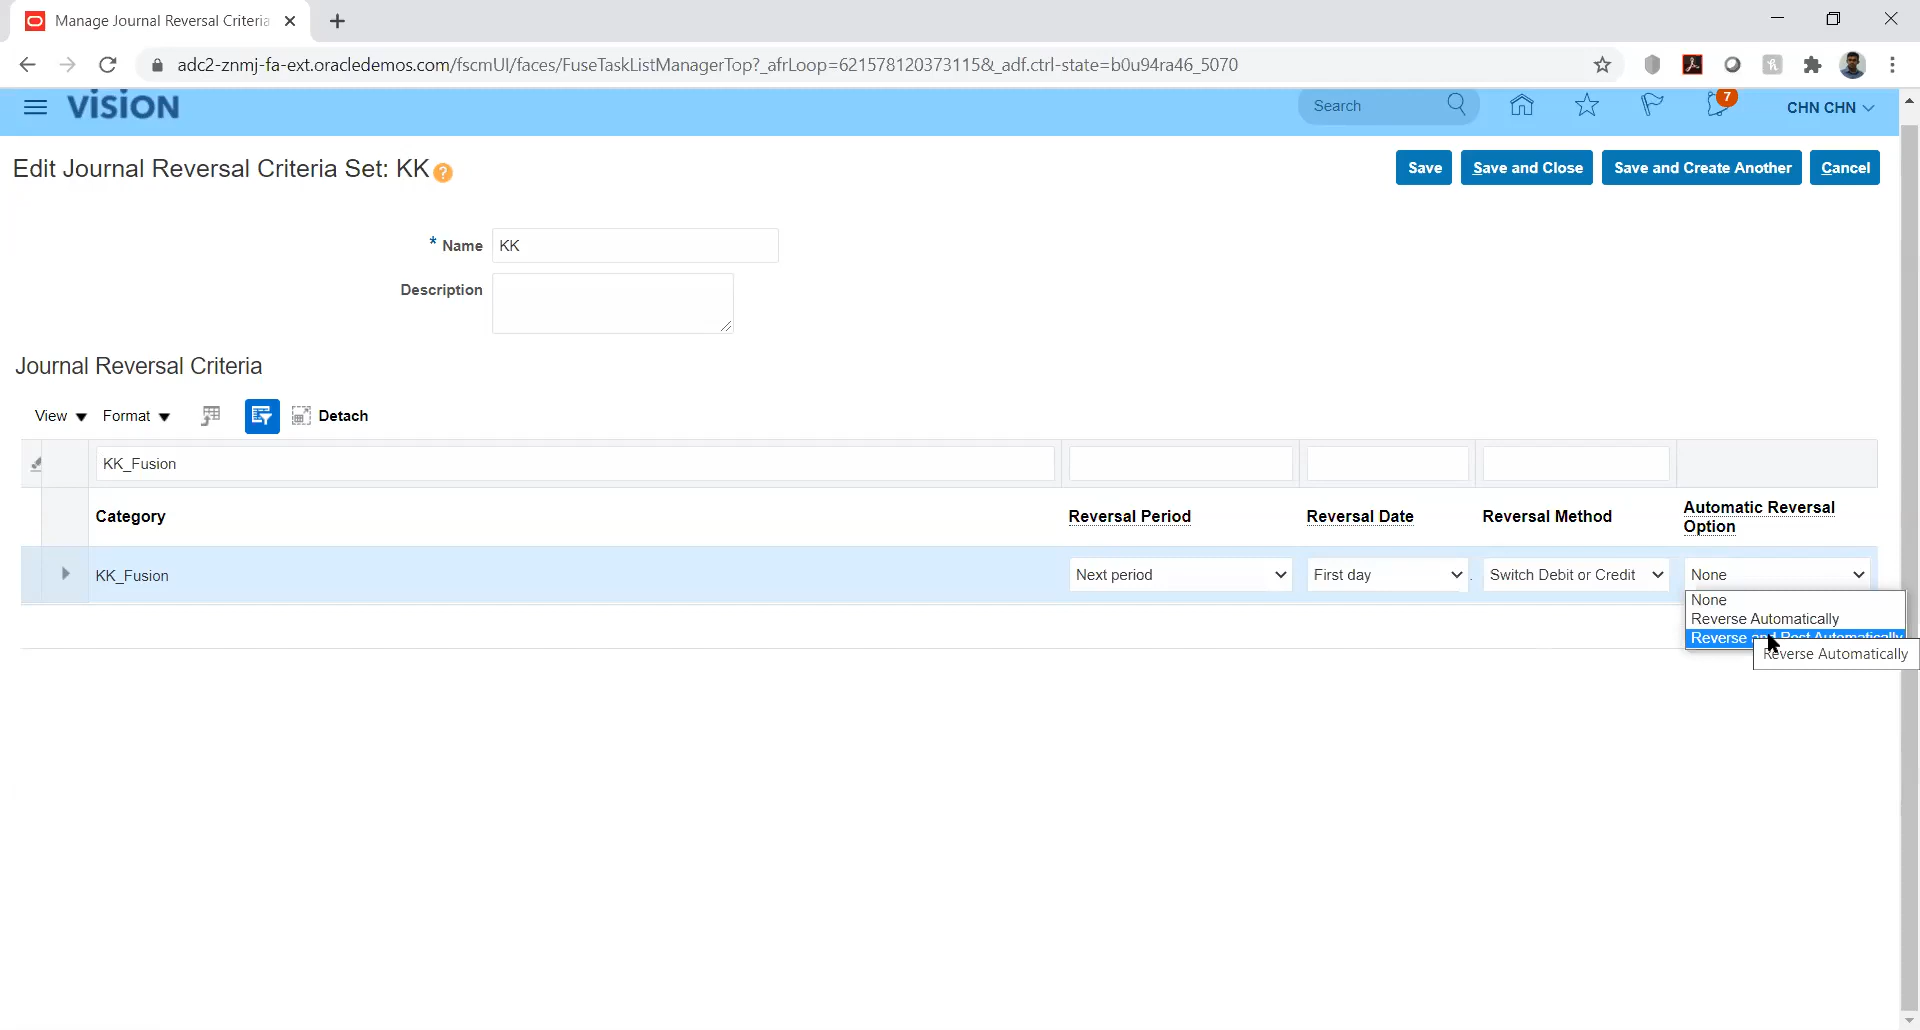 Manage Journal Reversal Criteria
adc2-znmj-fa-ext.oracledemos.com/fscmUI/faces/FuseTaskListManagerTop?_afrLoop=621578120373115&_adf.ctrl-state=b0u94ra46_5070
VISION
Search
7
CHN CHN
Edit Journal Reversal Criteria Set: KK ?
Save
Save and Close
Save and Create Another
Cancel
* Name KK
Description
Journal Reversal Criteria
View Format Detach
KK_Fusion
Category Reversal Period Reversal Date Reversal Method Automatic Reversal
Option
KK_Fusion Next period First day Switch Debit or Credit None
None
Reverse Automatically
Reverse and Post Automatically
Reverse Automatically